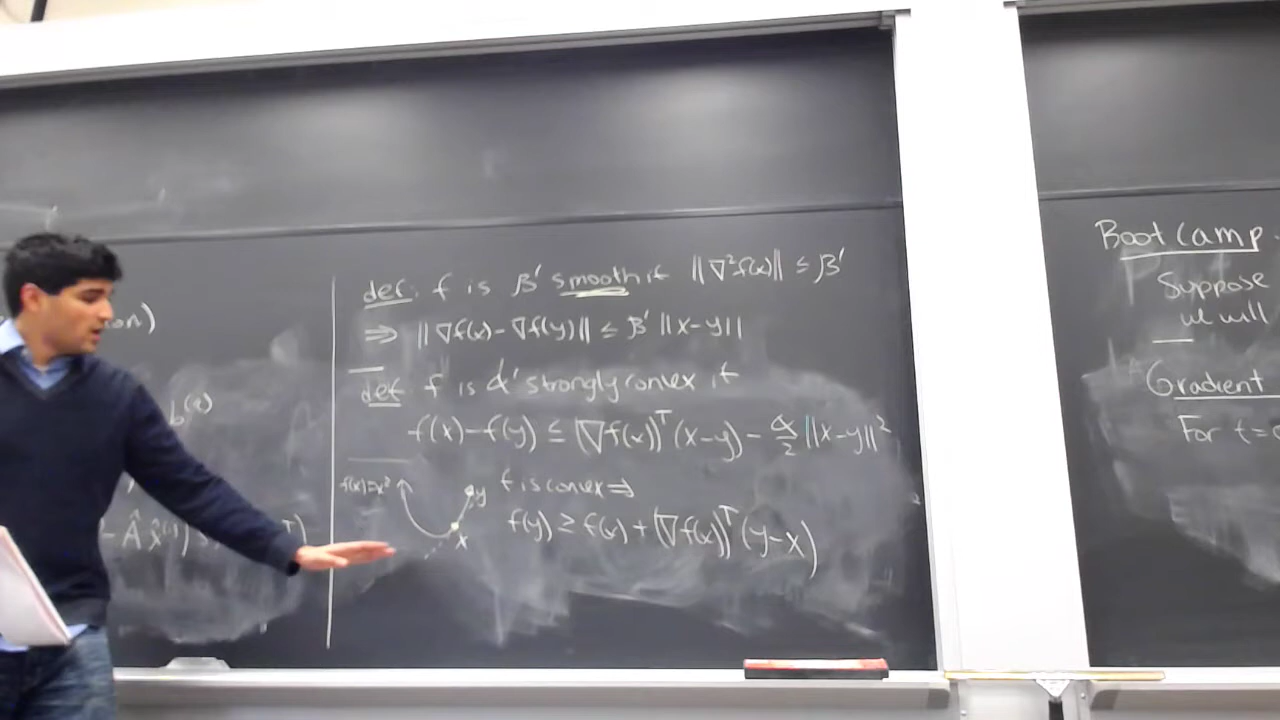 b^(a)
- Â x̂^(i)
def: f is β' smooth if ||∇²f(x)|| ≤ β'
⇒ ||∇f(x) - ∇f(y)|| ≤ β' ||x-y||
def f is α' strongly convex if
f(x)-f(y) ≤ (∇f(x))^T (x-y) - α/2 ||x-y||²
f(x)=x²
y
x
f is convex ⇒
f(y) ≥ f(x) + (∇f(x))^T (y-x)
Boot Camp
Suppose
we will
Gradient
For t=